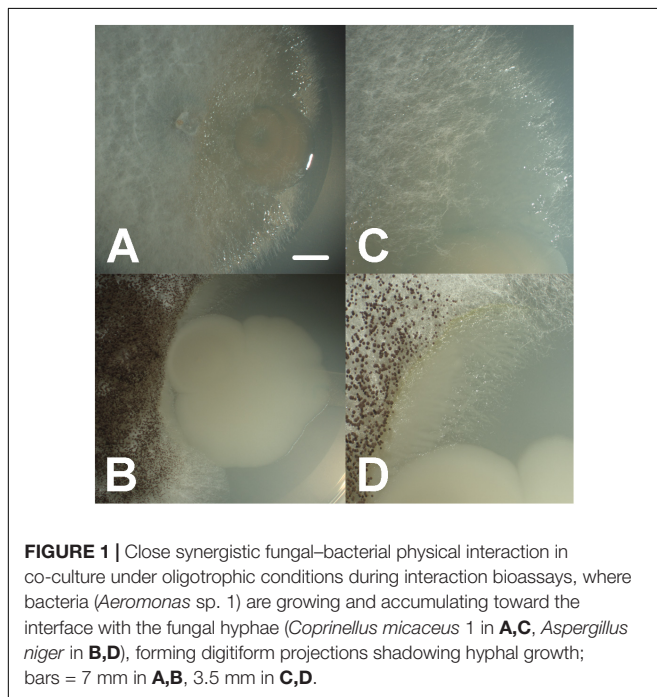 A
C
B
D
FIGURE 1 | Close synergistic fungal–bacterial physical interaction in
co-culture under oligotrophic conditions during interaction bioassays, where
bacteria (Aeromonas sp. 1) are growing and accumulating toward the
interface with the fungal hyphae (Coprinellus micaceus 1 in A,C, Aspergillus
niger in B,D), forming digitiform projections shadowing hyphal growth;
bars = 7 mm in A,B, 3.5 mm in C,D.